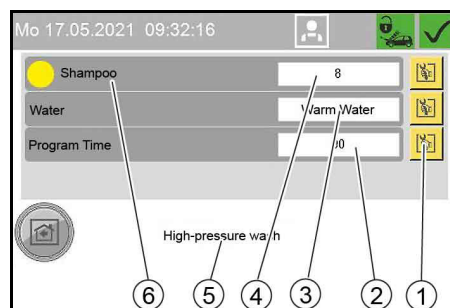 Mo 17.05.2021 09:32:16
Shampoo 8
Water Warm Water
Program Time
High-pressure wash
6 5 4 3 2 1